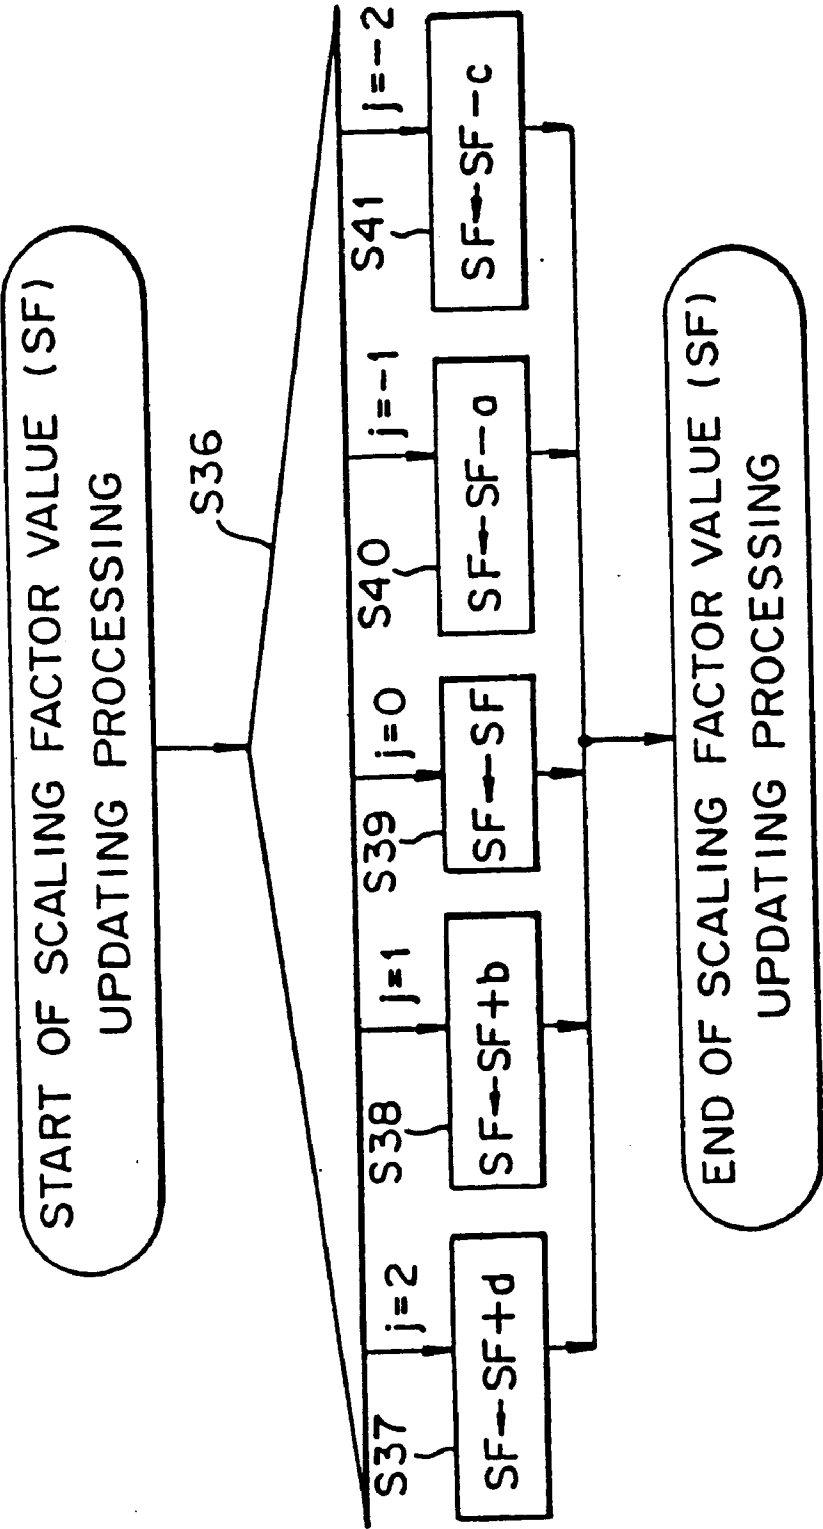 START OF SCALING FACTOR VALUE (SF)
UPDATING PROCESSING
S36
j=2
j=1
j=0
j=-1
j=-2
S37
S38
S39
S40
S41
SF←SF+d
SF←SF+b
SF←SF
SF←SF-a
SF←SF-c
END OF SCALING FACTOR VALUE (SF)
UPDATING PROCESSING